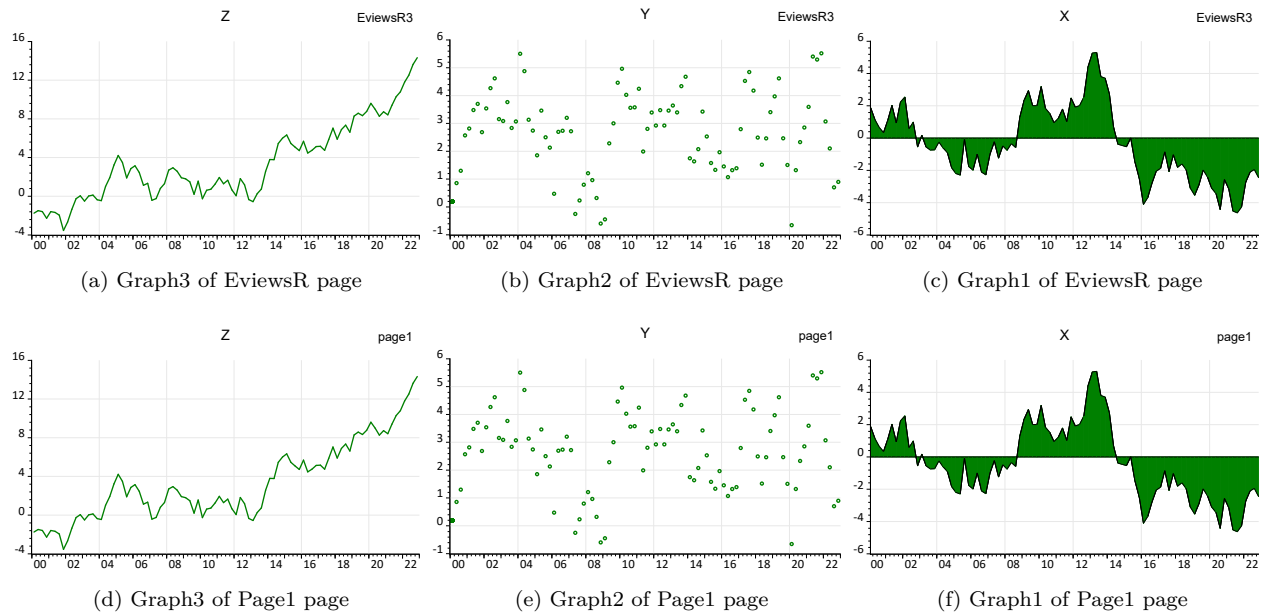 Z EviewsR3
16
12
8
4
0
-4
00 02 04 06 08 10 12 14 16 18 20 22
(a) Graph3 of EviewsR page
Y EviewsR3
6
5
4
3
2
1
0
-1
00 02 04 06 08 10 12 14 16 18 20 22
(b) Graph2 of EviewsR page
X EviewsR3
6
4
2
0
-2
-4
-6
00 02 04 06 08 10 12 14 16 18 20 22
(c) Graph1 of EviewsR page
Z page1
16
12
8
4
0
-4
00 02 04 06 08 10 12 14 16 18 20 22
(d) Graph3 of Page1 page
Y page1
6
5
4
3
2
1
0
-1
00 02 04 06 08 10 12 14 16 18 20 22
(e) Graph2 of Page1 page
X page1
6
4
2
0
-2
-4
-6
00 02 04 06 08 10 12 14 16 18 20 22
(f) Graph1 of Page1 page